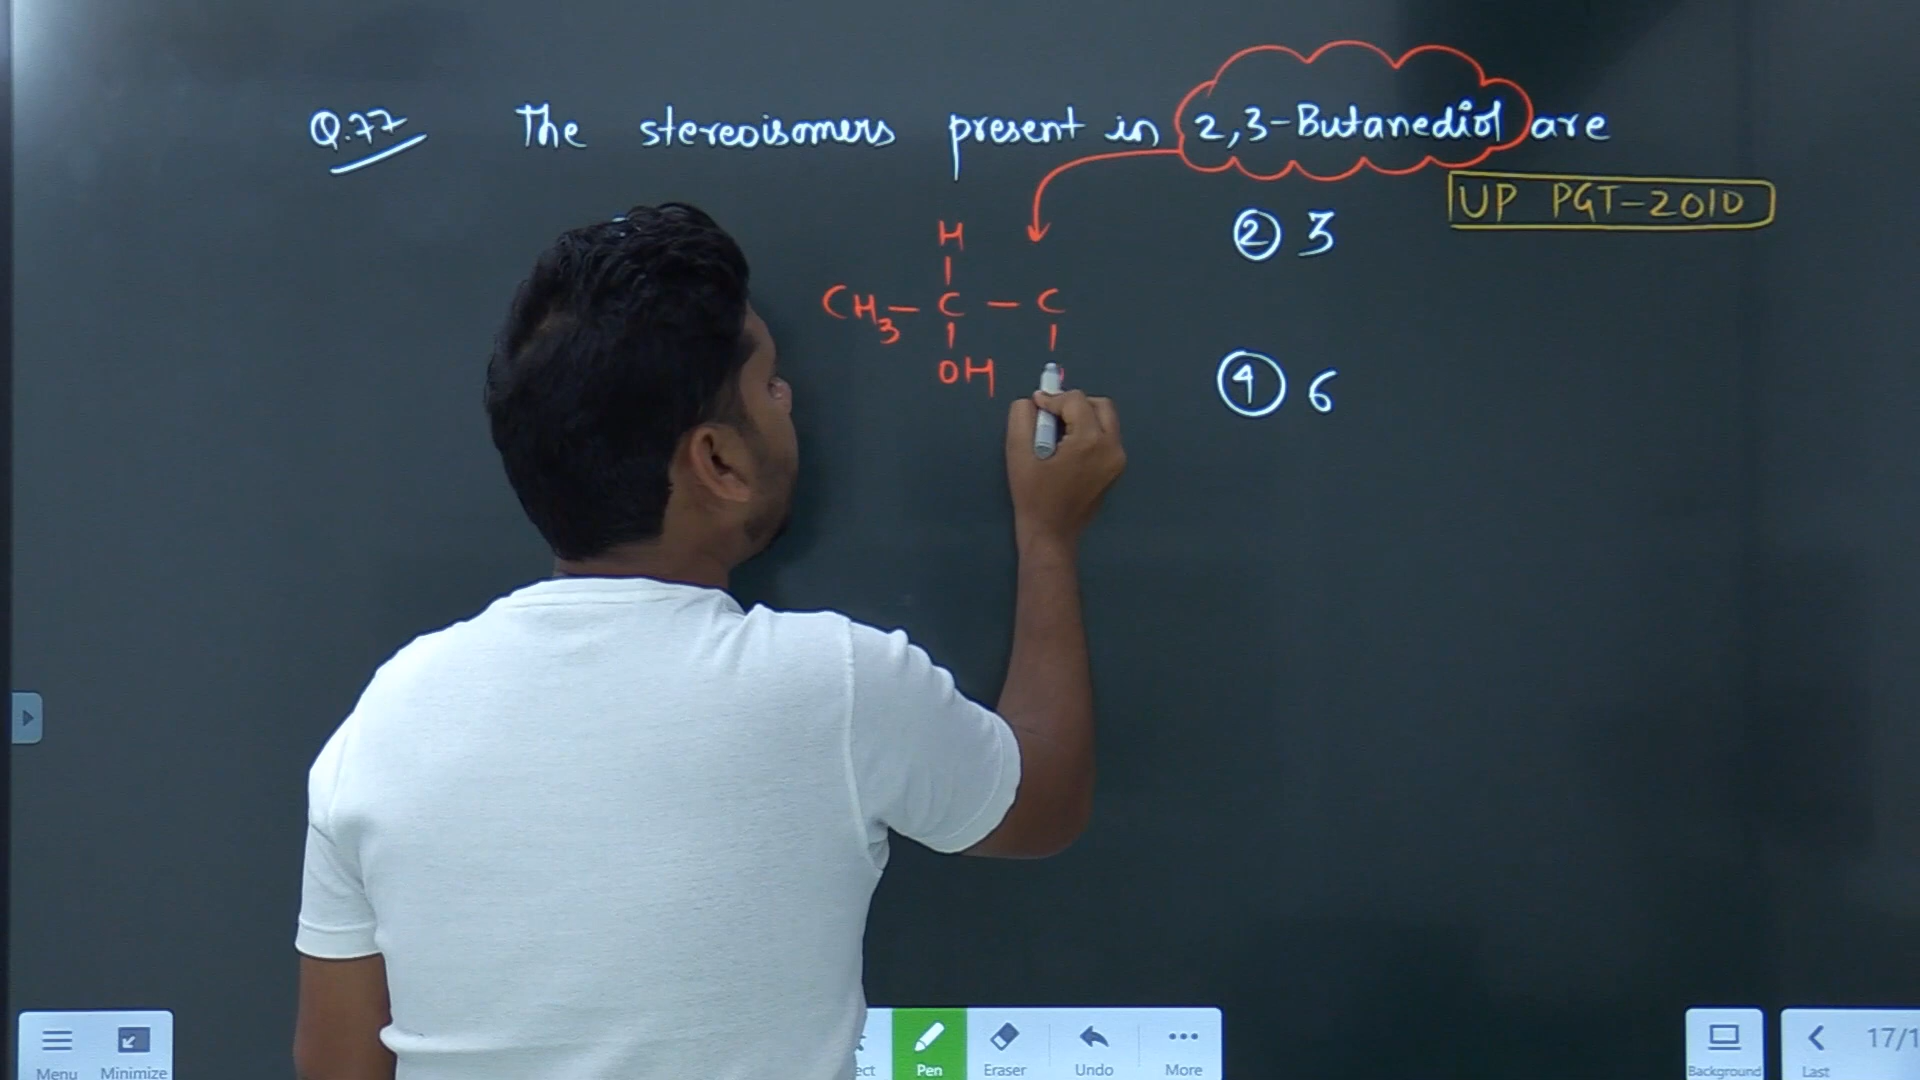 Q.77 The stereoisomers present in 2,3-Butanediol are
UP PGT-2010
② 3
H
CH3 - C - C
OH
④ 6
Menu
Minimize
ect
Pen
Eraser
Undo
More
Background
Last
17/1